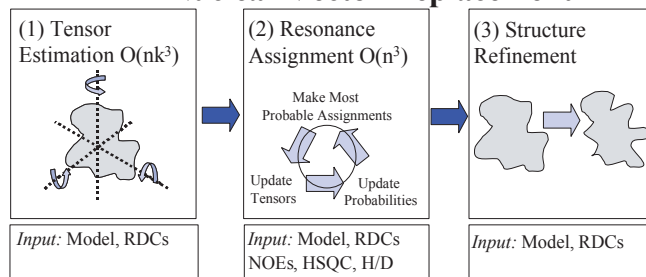 (1) Tensor
Estimation O(nk³)
(2) Resonance
Assignment O(n³)
Make Most
Probable Assignments
Update
Tensors
Update
Probabilities
(3) Structure
Refinement
Input: Model, RDCs
Input: Model, RDCs
NOEs, HSQC, H/D
Input: Model, RDCs